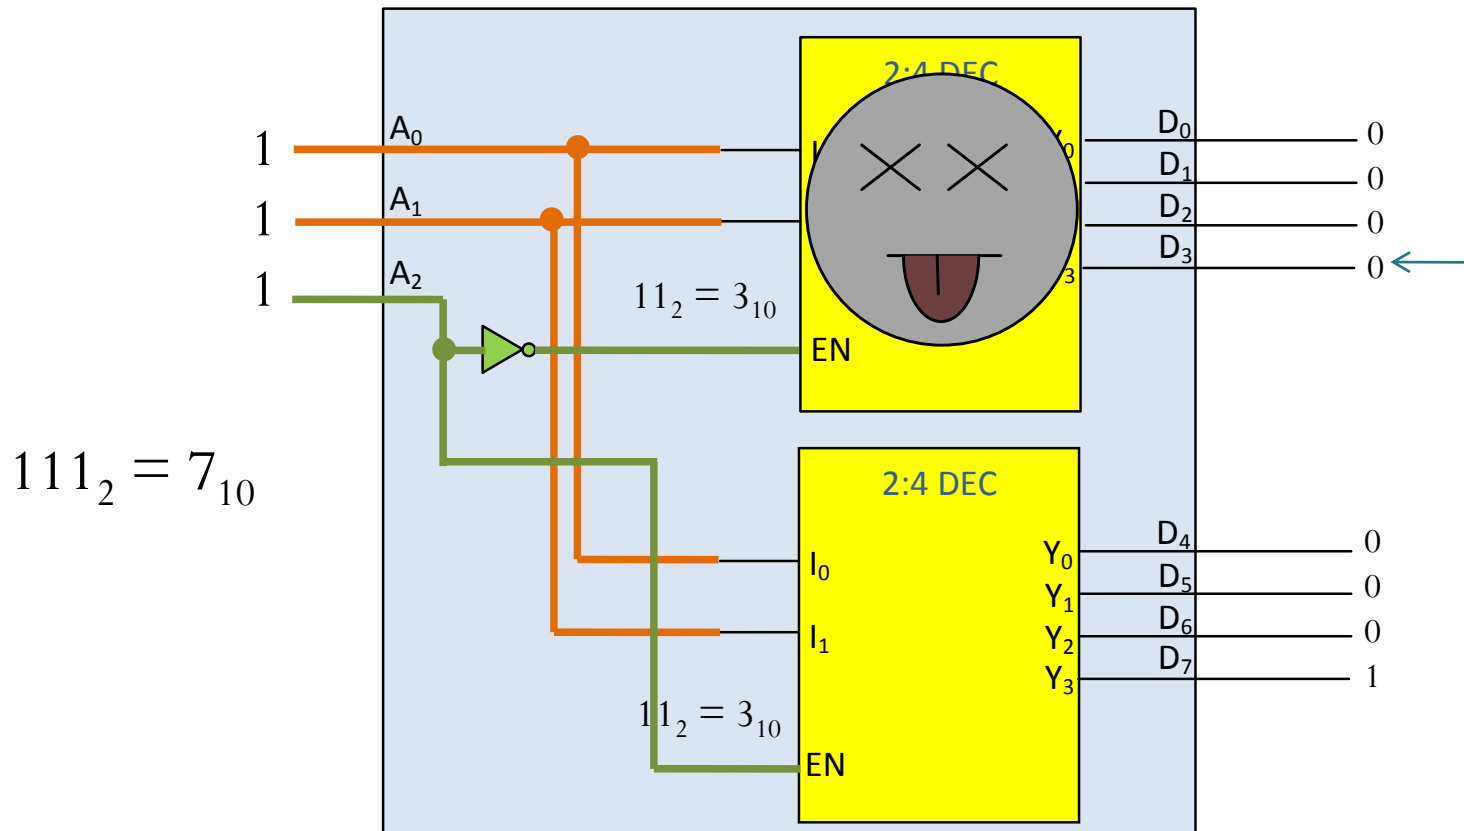 2:4 DEC
1 A₀ D₀ 0
D₁ 0
1 A₁ D₂ 0
1 A₂ D₃ 0
11₂ = 3₁₀
EN
111₂ = 7₁₀
2:4 DEC
I₀ Y₀ D₄ 0
Y₁ D₅ 0
I₁ Y₂ D₆ 0
Y₃ D₇ 1
11₂ = 3₁₀
EN